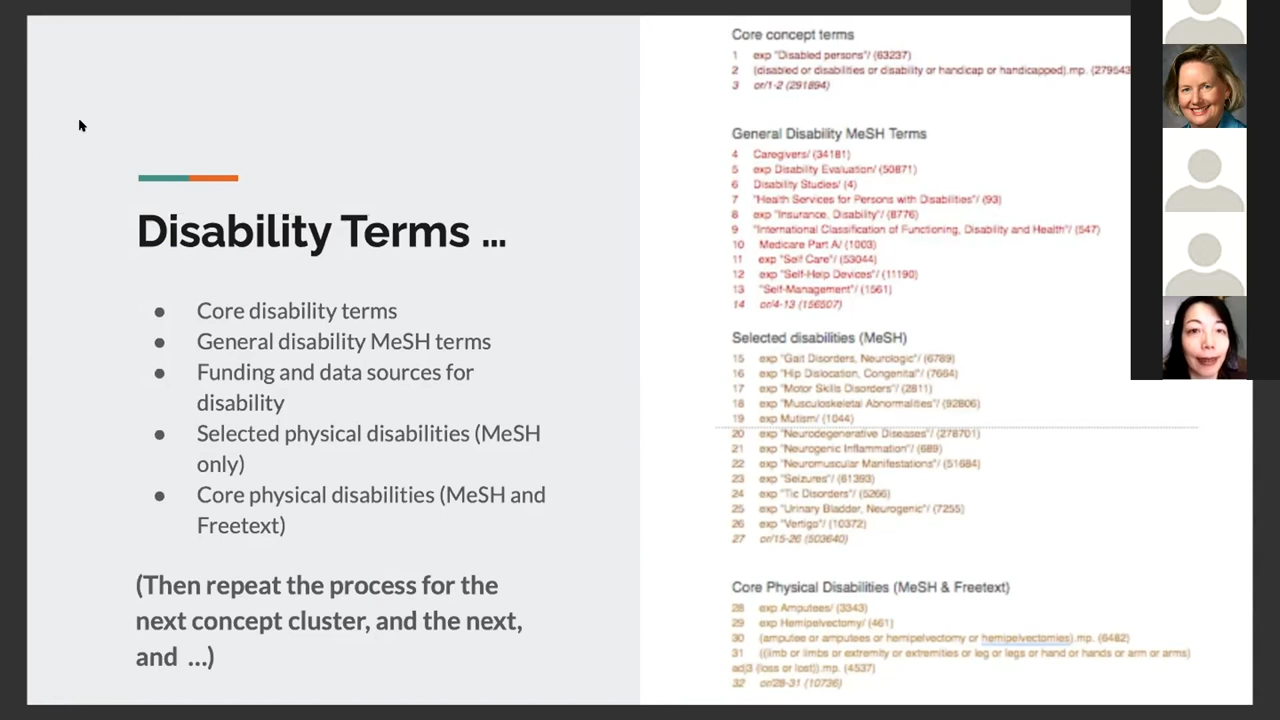 Disability Terms ...
● Core disability terms
● General disability MeSH terms
● Funding and data sources for
disability
● Selected physical disabilities (MeSH
only)
● Core physical disabilities (MeSH and
Freetext)
(Then repeat the process for the
next concept cluster, and the next,
and ...)
Core concept terms
1 exp "Disabled persons"/ (63237)
2 (disabled or disabilities or disability or handicap or handicapped).mp. (279543
3 or/1-2 (291894)
General Disability MeSH Terms
4 Caregivers/ (34181)
5 exp Disability Evaluation/ (50871)
6 Disability Studies/ (4)
7 "Health Services for Persons with Disabilities"/ (93)
8 exp "Insurance, Disability"/ (8776)
9 "International Classification of Functioning, Disability and Health"/ (547)
10 Medicare Part A/ (1003)
11 exp "Self Care"/ (53044)
12 exp "Self-Help Devices"/ (11190)
13 "Self-Management"/ (1561)
14 or/4-13 (156507)
Selected disabilities (MeSH)
15 exp "Gait Disorders, Neurologic"/ (6789)
16 exp "Hip Dislocation, Congenital"/ (7664)
17 exp "Motor Skills Disorders"/ (2811)
18 exp "Musculoskeletal Abnormalities"/ (92806)
19 exp Mutism/ (1044)
20 exp "Neurodegenerative Diseases"/ (278701)
21 exp "Neurogenic Inflammation"/ (689)
22 exp "Neuromuscular Manifestations"/ (51684)
23 exp "Seizures"/ (61393)
24 exp "Tic Disorders"/ (5266)
25 exp "Urinary Bladder, Neurogenic"/ (7255)
26 exp "Vertigo"/ (10372)
27 or/15-26 (503640)
Core Physical Disabilities (MeSH & Freetext)
28 exp Amputees/ (3343)
29 exp Hemipelvectomy/ (461)
30 (amputee or amputees or hemipelvectomy or hemipelvectomies).mp. (6482)
31 ((limb or limbs or extremity or extremities or leg or legs or hand or hands or arm or arms)
adj3 (loss or lost)).mp. (4537)
32 or/28-31 (10736)